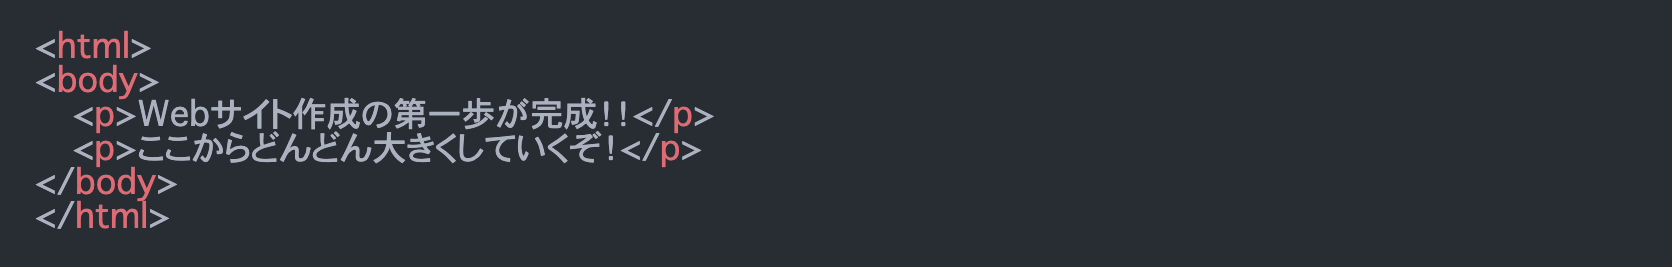 <html>
<body>
  <p>Webサイト作成の第一歩が完成!!</p>
  <p>ここからどんどん大きくしていくぞ!</p>
</body>
</html>